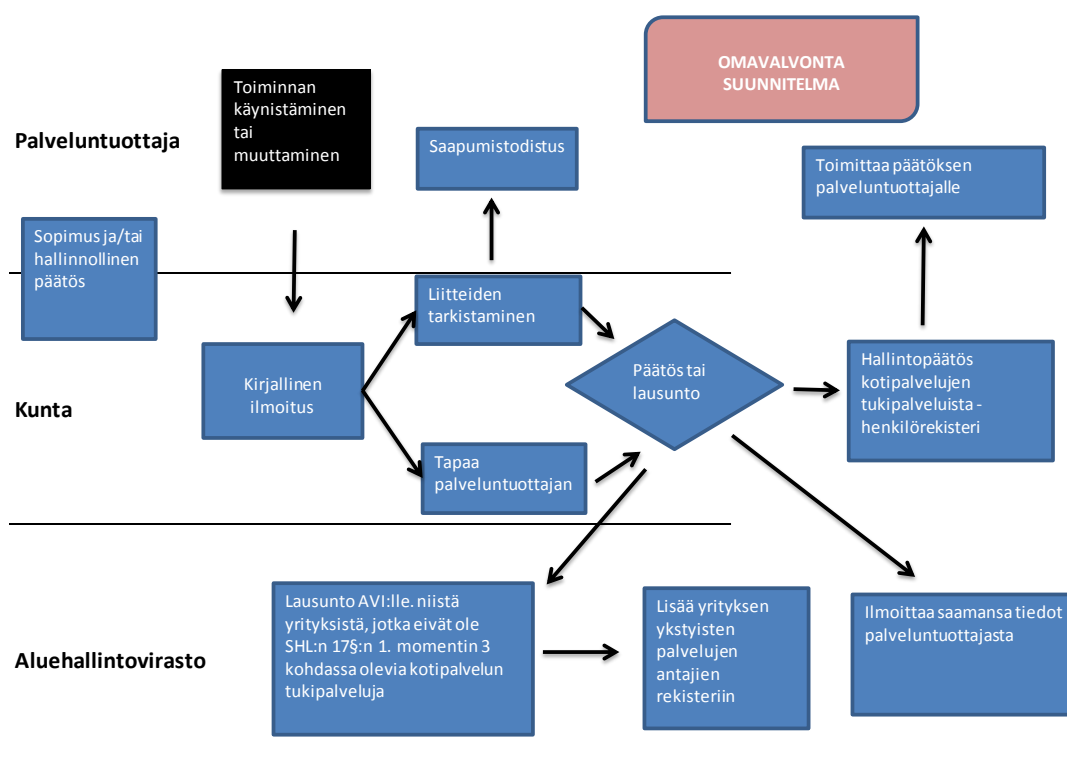 OMAVALVONTA
SUUNNITELMA
Toiminnan
käynistäminen
tai
muuttaminen
Palveluntuottaja
Saapumistodistus
Toimittaa päätöksen
palveluntuottajalle
Sopimus ja/tai
hallinnollinen
päätös
Liitteiden
tarkistaminen
Kirjallinen
ilmoitus
Päätös tai
lausunto
Hallintopäätös
kotipalvelujen
tukipalveluista -
henkilörekisteri
Kunta
Tapaa
palveluntuottajan
Lausunto AVI:lle. niistä
yrityksistä, jotka eivät ole
SHL:n 17§:n 1. momentin 3
kohdassa olevia kotipalvelun
tukipalveluja
Lisää yrityksen
ykstyisten
palvelujen
antajien
rekisteriin
Ilmoittaa saamansa tiedot
palveluntuottajasta
Aluehallintovirasto